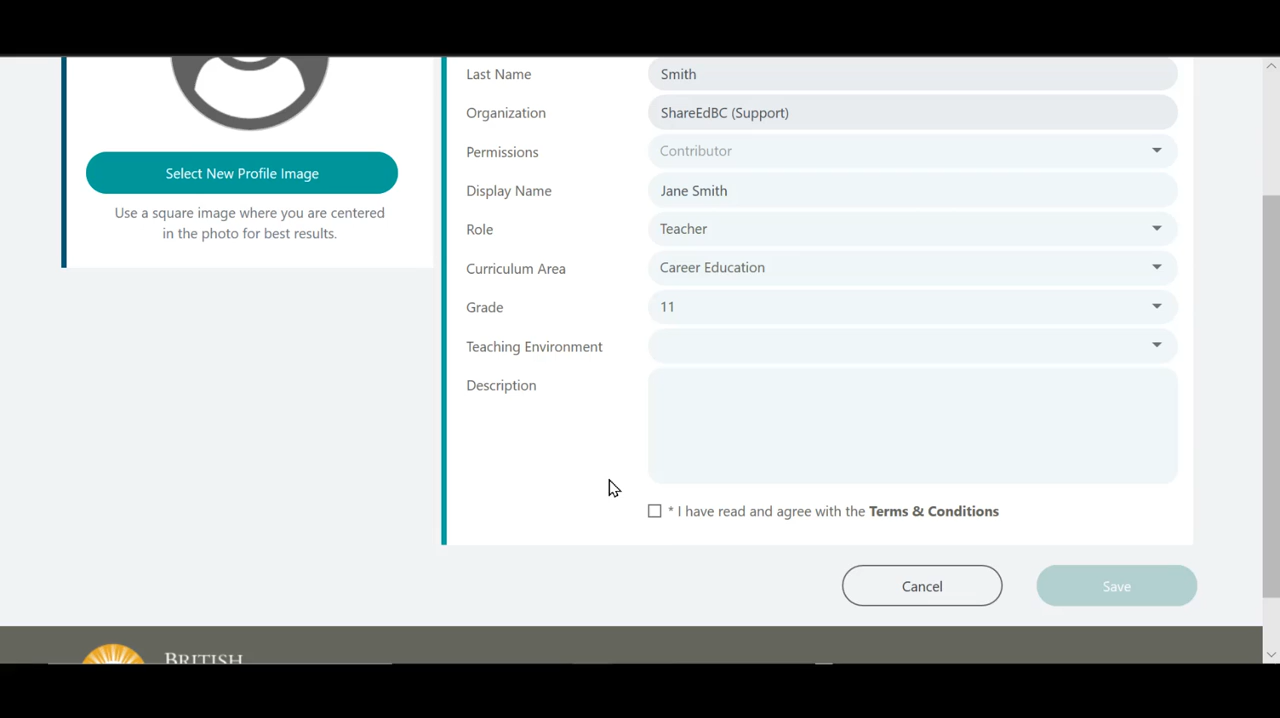 Last Name
Smith
Organization
ShareEdBC (Support)
Permissions
Contributor
Select New Profile Image
Display Name
Jane Smith
Use a square image where you are centered
in the photo for best results.
Role
Teacher
Curriculum Area
Career Education
Grade
11
Teaching Environment
Description
* I have read and agree with the Terms & Conditions
Cancel
Save
BRITISH